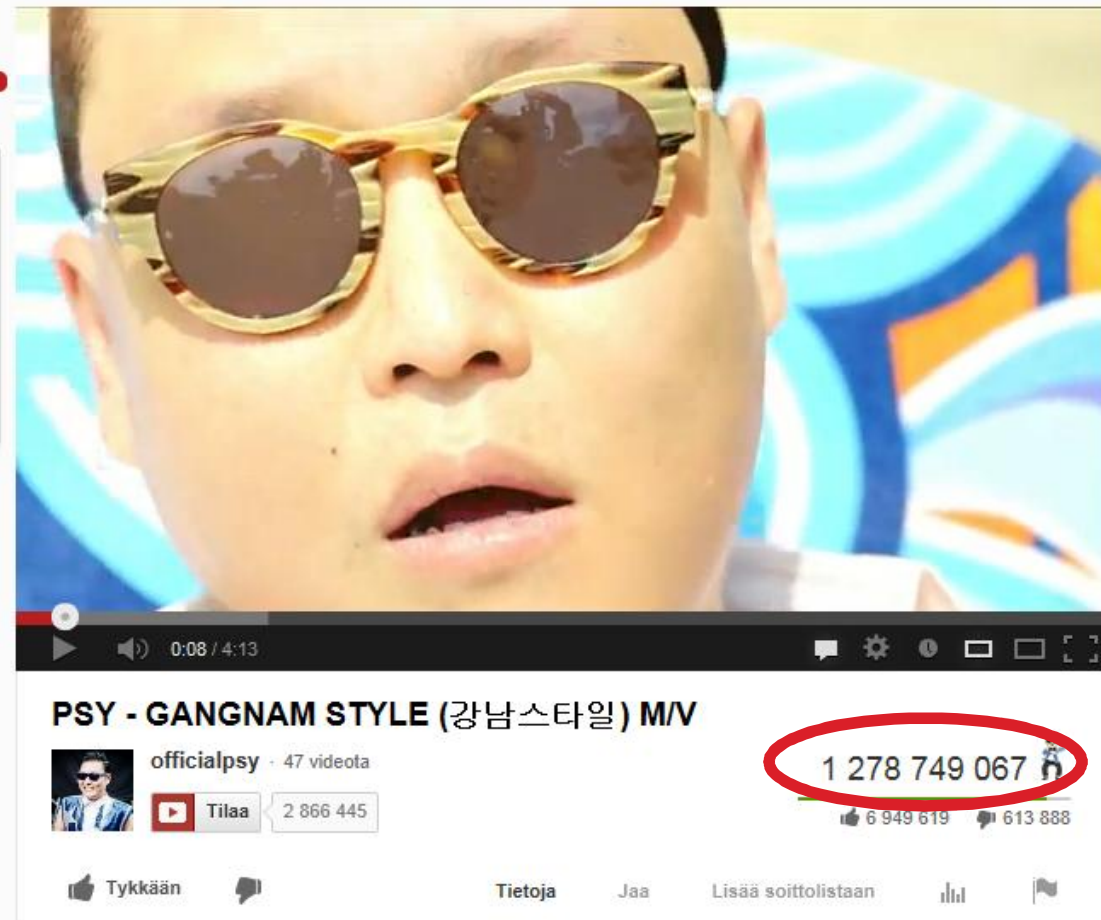 0:08 / 4:13
PSY - GANGNAM STYLE (강남스타일) M/V
officialpsy · 47 videota
1 278 749 067
Tilaa 2 866 445
6 949 619 613 888
Tykkään Tietoja Jaa Lisää soittolistaan